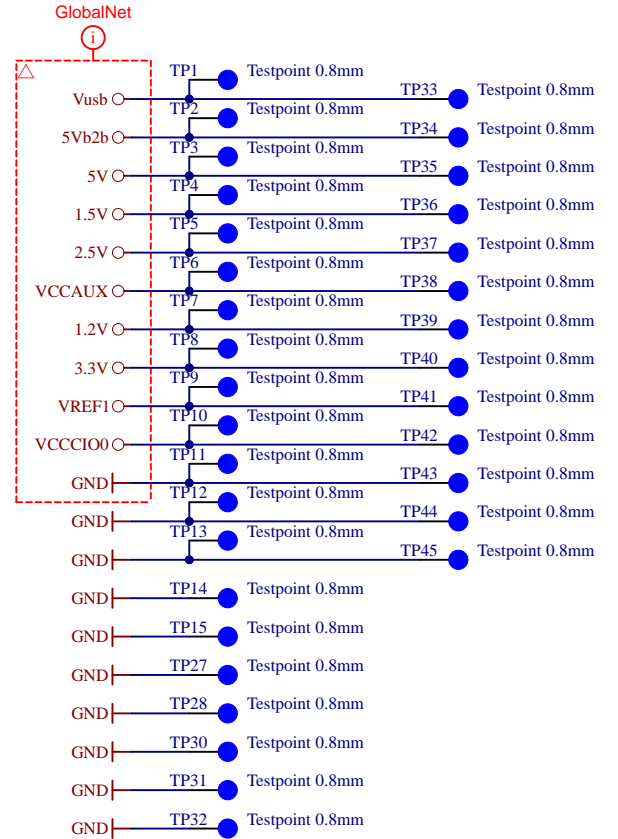 GlobalNet
i
TP1 Testpoint 0.8mm
Vusb TP33 Testpoint 0.8mm
TP2 Testpoint 0.8mm
5Vb2b TP34 Testpoint 0.8mm
TP3 Testpoint 0.8mm
5V TP35 Testpoint 0.8mm
TP4 Testpoint 0.8mm
1.5V TP36 Testpoint 0.8mm
TP5 Testpoint 0.8mm
2.5V TP37 Testpoint 0.8mm
TP6 Testpoint 0.8mm
VCCAUX TP38 Testpoint 0.8mm
TP7 Testpoint 0.8mm
1.2V TP39 Testpoint 0.8mm
TP8 Testpoint 0.8mm
3.3V TP40 Testpoint 0.8mm
TP9 Testpoint 0.8mm
VREF1 TP41 Testpoint 0.8mm
TP10 Testpoint 0.8mm
VCCCIO0 TP42 Testpoint 0.8mm
TP11 Testpoint 0.8mm
GND TP43 Testpoint 0.8mm
TP12 Testpoint 0.8mm
GND TP44 Testpoint 0.8mm
TP13 Testpoint 0.8mm
GND TP45 Testpoint 0.8mm
GND TP14 Testpoint 0.8mm
GND TP15 Testpoint 0.8mm
GND TP27 Testpoint 0.8mm
GND TP28 Testpoint 0.8mm
GND TP30 Testpoint 0.8mm
GND TP31 Testpoint 0.8mm
GND TP32 Testpoint 0.8mm